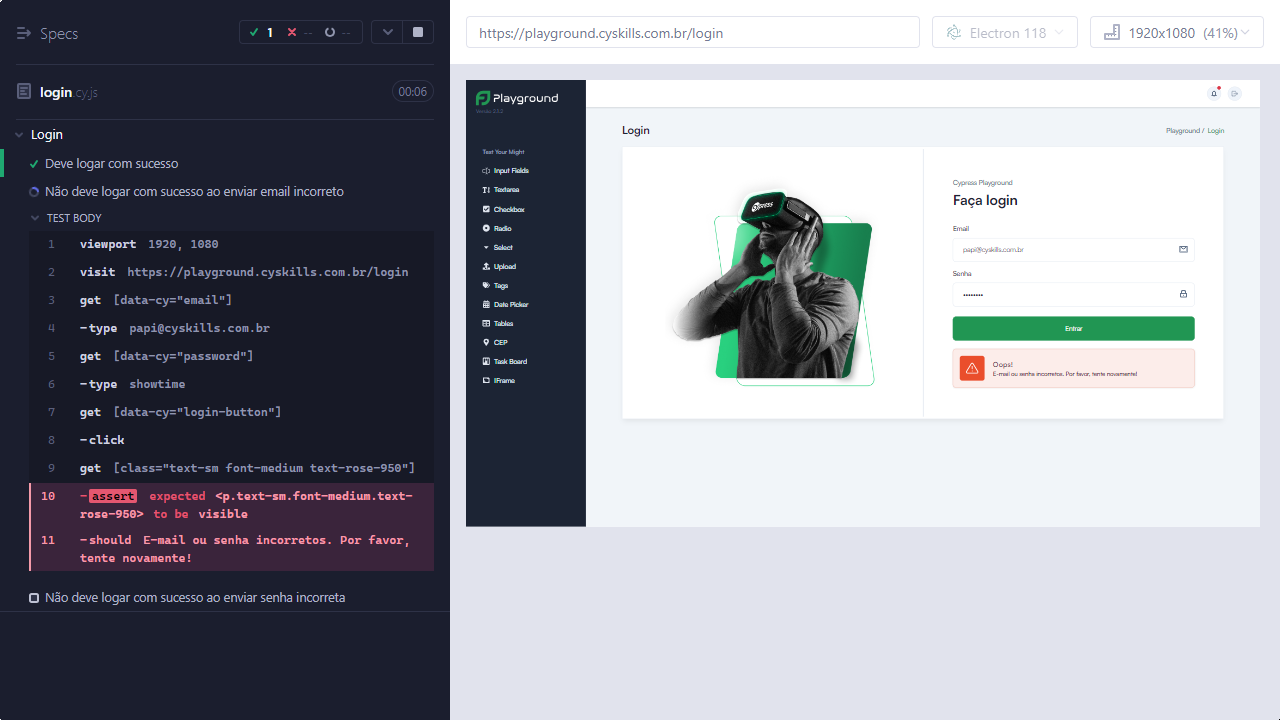 Specs
1
--
--
login.cy.js
00:06
Login
Deve logar com sucesso
Não deve logar com sucesso ao enviar email incorreto
TEST BODY
1 viewport 1920, 1080
2 visit https://playground.cyskills.com.br/login
3 get [data-cy="email"]
4 -type papi@cyskills.com.br
5 get [data-cy="password"]
6 -type showtime
7 get [data-cy="login-button"]
8 -click
9 get [class="text-sm font-medium text-rose-950"]
10 -assert expected <p.text-sm.font-medium.text-
rose-950> to be visible
11 -should E-mail ou senha incorretos. Por favor,
tente novamente!
Não deve logar com sucesso ao enviar senha incorreta
https://playground.cyskills.com.br/login
Electron 118
1920x1080 (41%)
Playground
Login
Playground / Login
Test Your Might
Input Fields
Textarea
Checkbox
Radio
Select
Upload
Tags
Date Picker
Tables
CEP
Task Board
IFrame
cypress
Cypress Playground
Faça login
Email
papi@cyskills.com.br
Senha
••••••••
Entrar
Oops!
E-mail ou senha incorretos. Por favor, tente novamente!